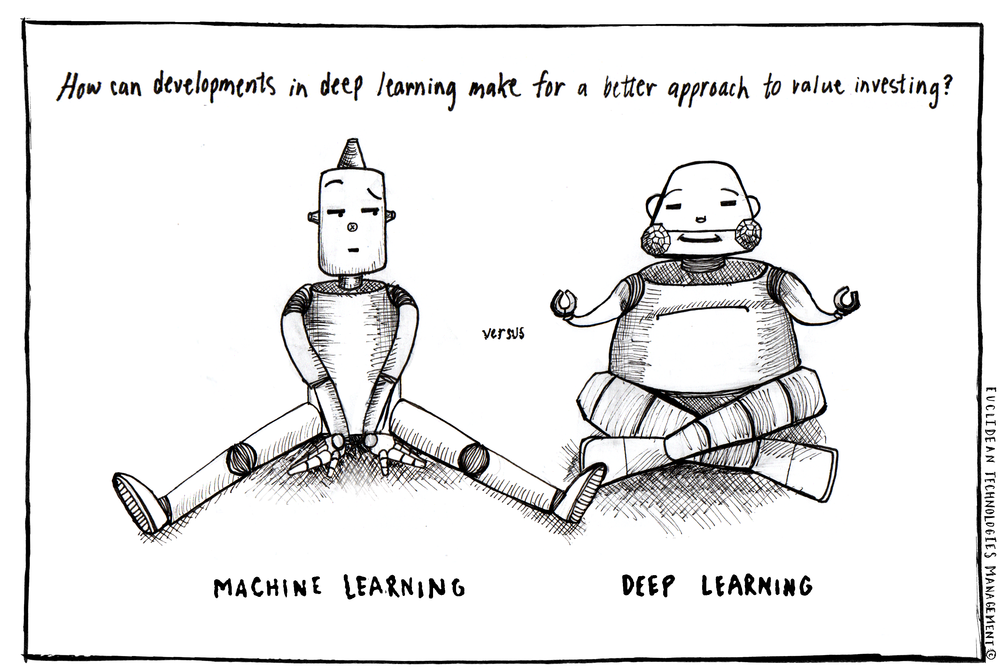 How can developments in deep learning make for a better approach to value investing?
versus
MACHINE LEARNING
DEEP LEARNING
EUCLIDEAN TECHNOLOGIES MANAGEMENT ©